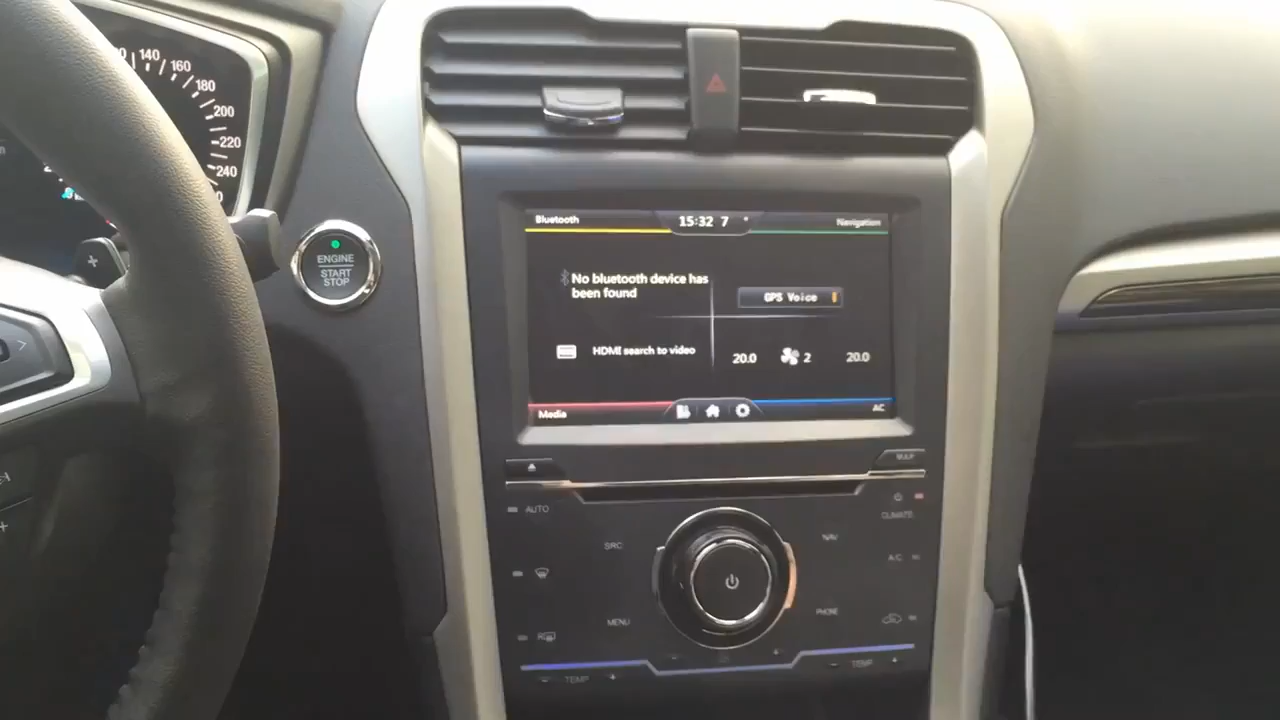 140
160
180
200
220
240
ENGINE
START
STOP
Bluetooth
15:32 7
Navigation
No bluetooth device has
been found
GPS Voice
HDMI search to video
20.0
2
20.0
Media
AC
AUTO
SRC
NAV
CLIMATE
A/C
MENU
PHONE
TEMP
TEMP